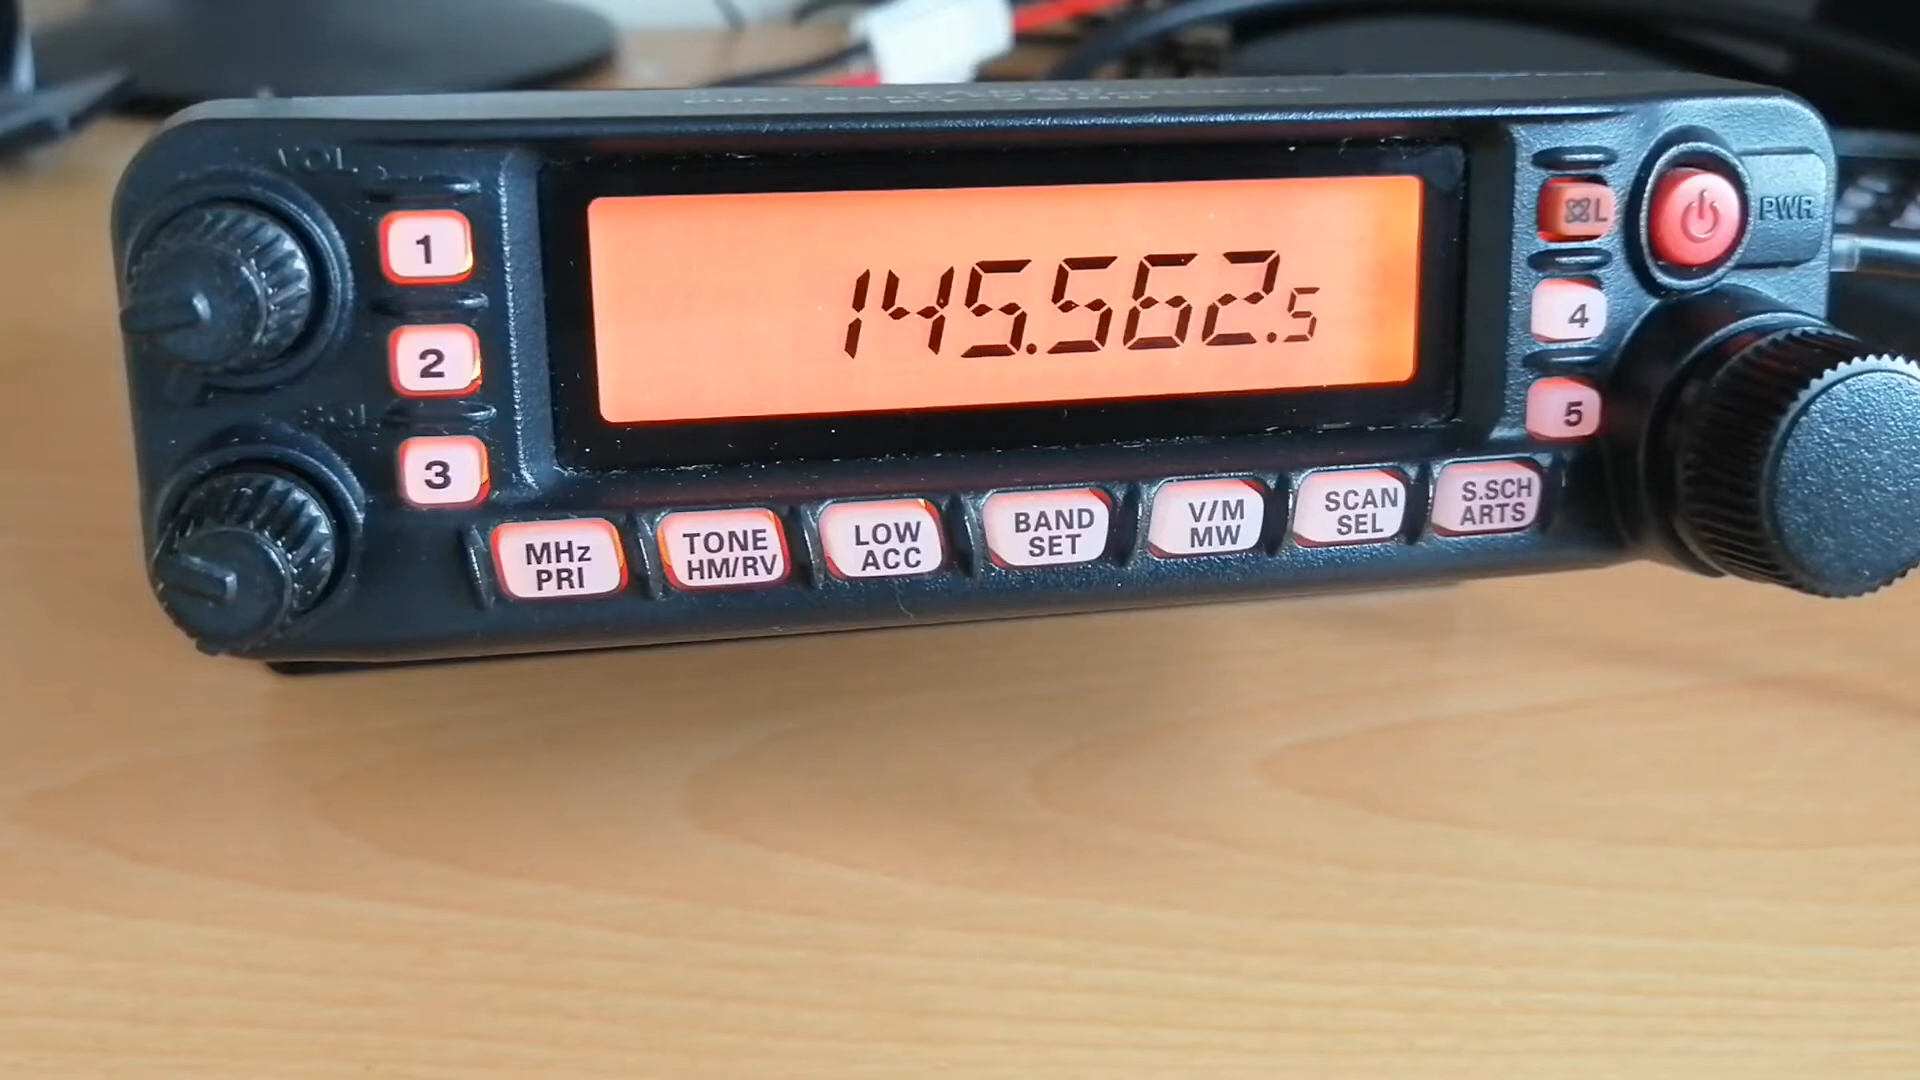 VOL
1
2
3
145.562.5
L
PWR
4
5
SQL
MHz
PRI
TONE
HM/RV
LOW
ACC
BAND
SET
V/M
MW
SCAN
SEL
S.SCH
ARTS